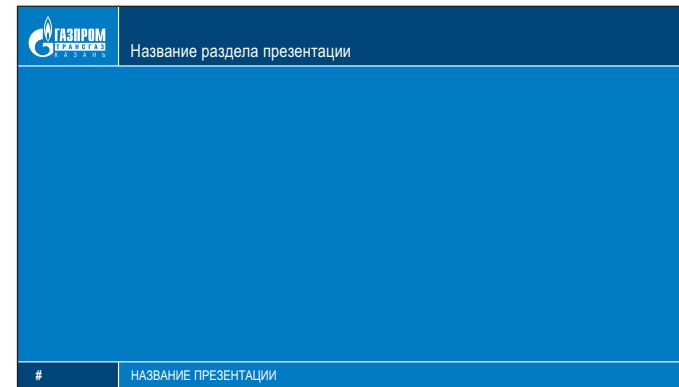 ГАЗПРОМ
ТРАНСГАЗ
КАЗАНЬ
Название раздела презентации
#
НАЗВАНИЕ ПРЕЗЕНТАЦИИ